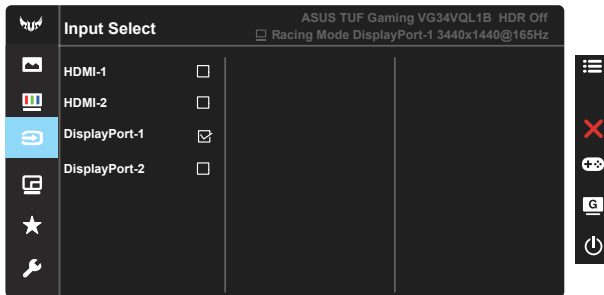 Input Select
ASUS TUF Gaming VG34VQL1B HDR Off
Racing Mode DisplayPort-1 3440x1440@165Hz
HDMI-1
HDMI-2
DisplayPort-1
DisplayPort-2
G